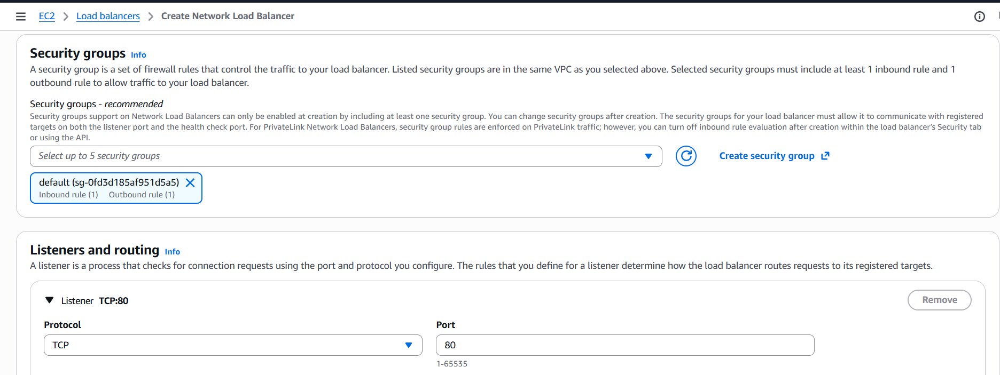 EC2 > Load balancers > Create Network Load Balancer
Security groups Info
A security group is a set of firewall rules that control the traffic to your load balancer. Listed security groups are in the same VPC as you selected above. Selected security groups must include at least 1 inbound rule and 1
outbound rule to allow traffic to your load balancer.
Security groups - recommended
Security groups support on Network Load Balancers can only be enabled at creation by including at least one security group. You can change security groups after creation. The security groups for your load balancer must allow it to communicate with registered
targets on both the listener port and the health check port. For PrivateLink Network Load Balancers, security group rules are enforced on PrivateLink traffic; however, you can turn off inbound rule evaluation after creation within the load balancer's Security tab
or using the API.
Select up to 5 security groups
Create security group
default (sg-0fd3d185af951d5a5)
Inbound rule (1) Outbound rule (1)
Listeners and routing Info
A listener is a process that checks for connection requests using the port and protocol you configure. The rules that you define for a listener determine how the load balancer routes requests to its registered targets.
Listener TCP:80
Remove
Protocol
Port
TCP
80
1-65535